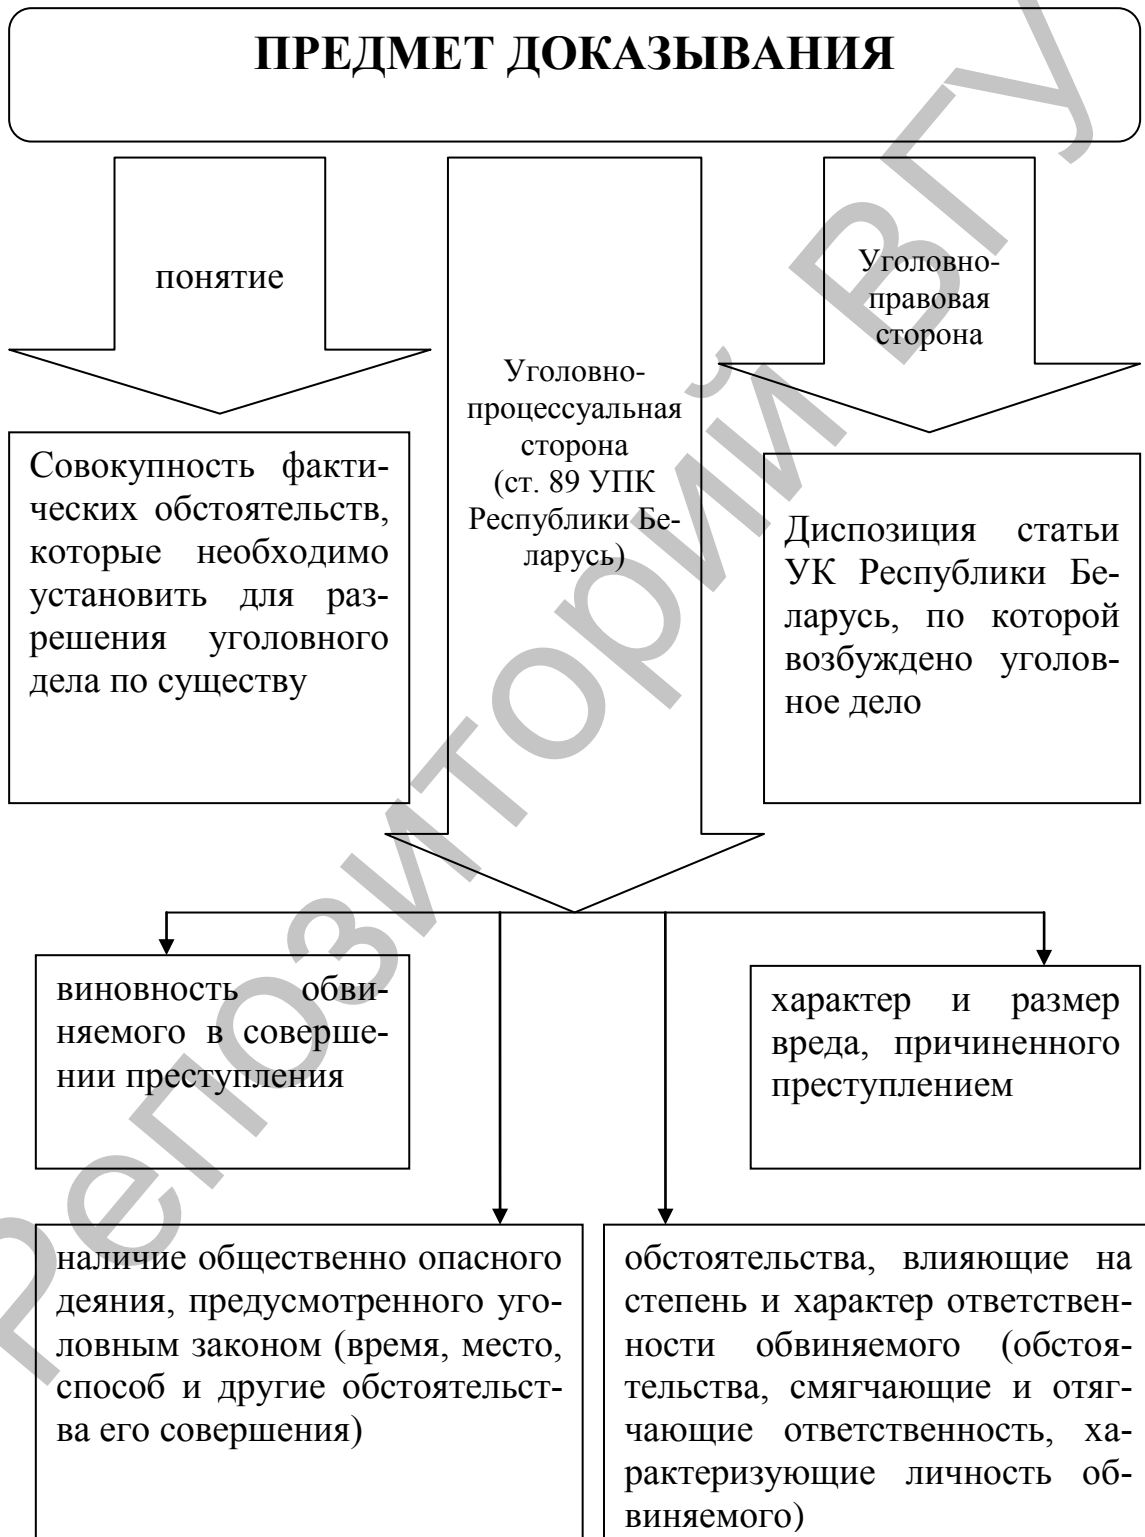 ПРЕДМЕТ ДОКАЗЫВАНИЯ
понятие
Уголовно-
процессуальная
сторона
(ст. 89 УПК
Республики Бе-
ларусь)
Уголовно-
правовая
сторона
Совокупность факти-
ческих обстоятельств,
которые необходимо
установить для раз-
решения уголовного
дела по существу
Диспозиция статьи
УК Республики Бе-
ларусь, по которой
возбуждено уголов-
ное дело
виновность обви-
няемого в соверше-
нии преступления
характер и размер
вреда, причиненного
преступлением
наличие общественно опасного
деяния, предусмотренного уго-
ловным законом (время, место,
способ и другие обстоятельст-
ва его совершения)
обстоятельства, влияющие на
степень и характер ответствен-
ности обвиняемого (обстоя-
тельства, смягчающие и отяг-
чающие ответственность, ха-
рактеризующие личность об-
виняемого)
Репозиторий ВГУ